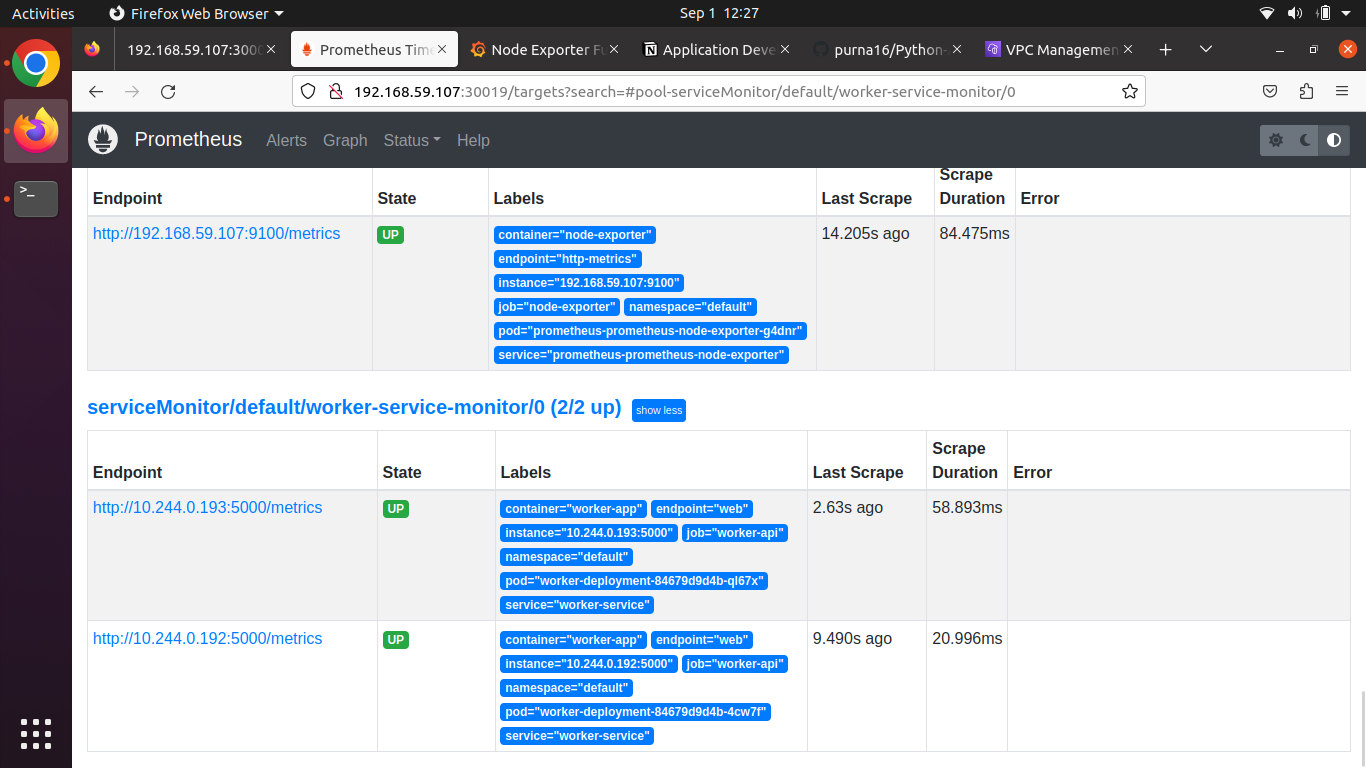 Activities
Firefox Web Browser
Sep 1 12:27
192.168.59.107:3000
Prometheus Time
Node Exporter Fu
Application Deve
purna16/Python-
VPC Managemen
192.168.59.107:30019/targets?search=#pool-serviceMonitor/default/worker-service-monitor/0
Prometheus
Alerts
Graph
Status
Help
Endpoint
State
Labels
Last Scrape
Scrape
Duration
Error
http://192.168.59.107:9100/metrics
UP
container="node-exporter"
endpoint="http-metrics"
instance="192.168.59.107:9100"
job="node-exporter" namespace="default"
pod="prometheus-prometheus-node-exporter-g4dnr"
service="prometheus-prometheus-node-exporter"
14.205s ago
84.475ms
serviceMonitor/default/worker-service-monitor/0 (2/2 up)
show less
Endpoint
State
Labels
Last Scrape
Scrape
Duration
Error
http://10.244.0.193:5000/metrics
UP
container="worker-app" endpoint="web"
instance="10.244.0.193:5000" job="worker-api"
namespace="default"
pod="worker-deployment-84679d9d4b-ql67x"
service="worker-service"
2.63s ago
58.893ms
http://10.244.0.192:5000/metrics
UP
container="worker-app" endpoint="web"
instance="10.244.0.192:5000" job="worker-api"
namespace="default"
pod="worker-deployment-84679d9d4b-4cw7f"
service="worker-service"
9.490s ago
20.996ms